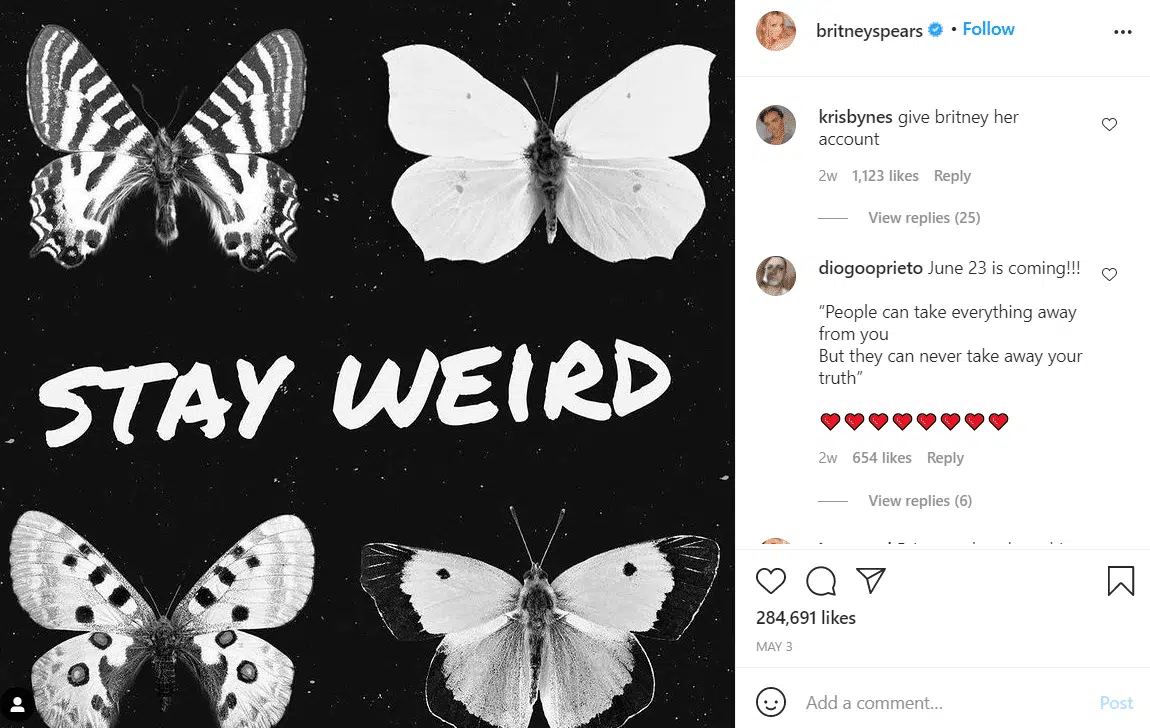 STAY WEIRD
britneyspears • Follow
krisbynes give britney her
account
2w 1,123 likes Reply
View replies (25)
diogooprieto June 23 is coming!!!
“People can take everything away
from you
But they can never take away your
truth”
2w 654 likes Reply
View replies (6)
284,691 likes
MAY 3
Add a comment...
Post